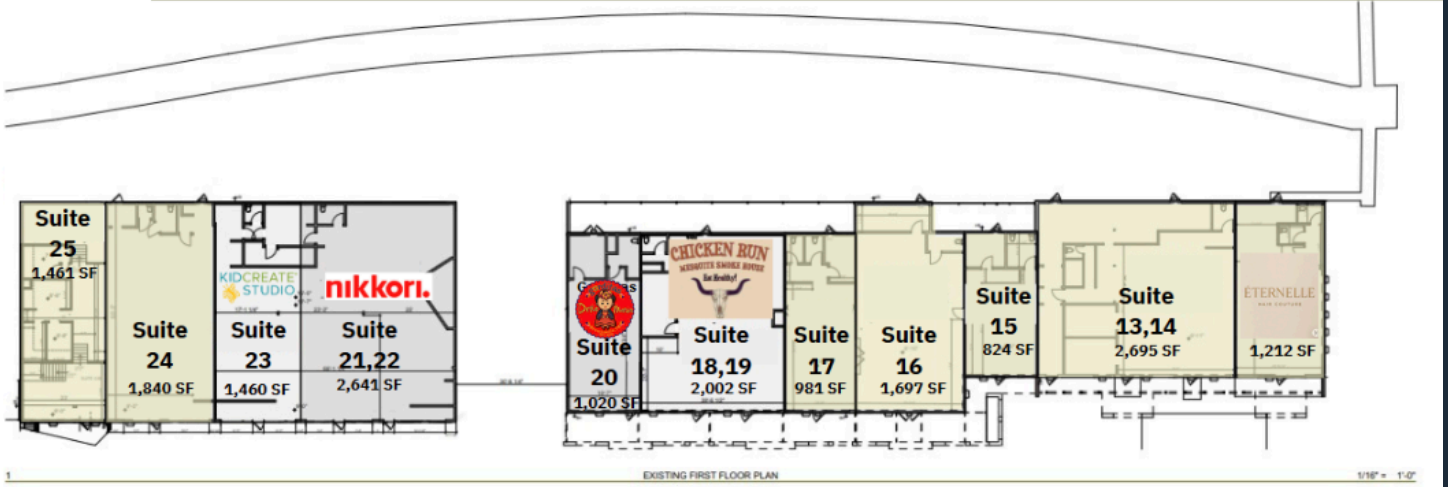 Suite
25
1,461 SF
Suite
24
1,840 SF
KIDCREATE
STUDIO
Suite
23
1,460 SF
nikkori.
Suite
21,22
2,641 SF
Suite
20
1,020 SF
CHICKEN RUN
MESQUITE SMOKE HOUSE
Eat Healthy!
Suite
18,19
2,002 SF
Suite
17
981 SF
Suite
16
1,697 SF
Suite
15
824 SF
Suite
13,14
2,695 SF
ÉTERNELLE
HAIR COUTURE
1,212 SF
1
EXISTING FIRST FLOOR PLAN
1/16" = 1'-0"